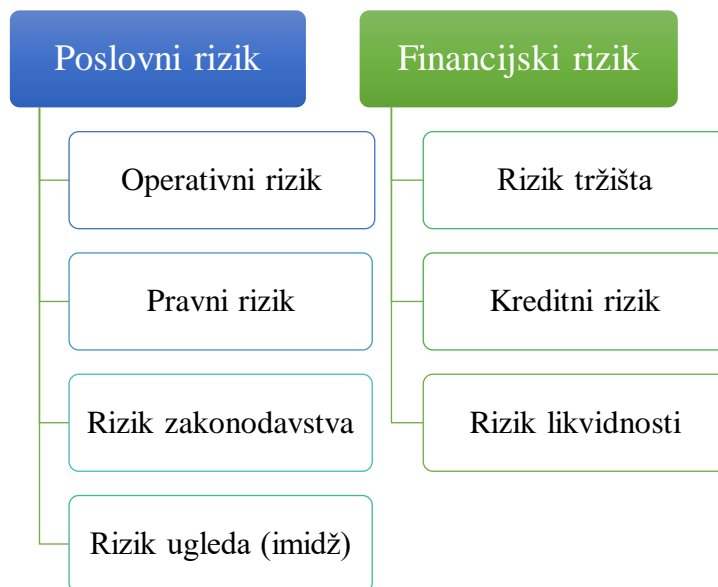 Poslovni rizik
Operativni rizik
Pravni rizik
Rizik zakonodavstva
Rizik ugleda (imidž)
Financijski rizik
Rizik tržišta
Kreditni rizik
Rizik likvidnosti